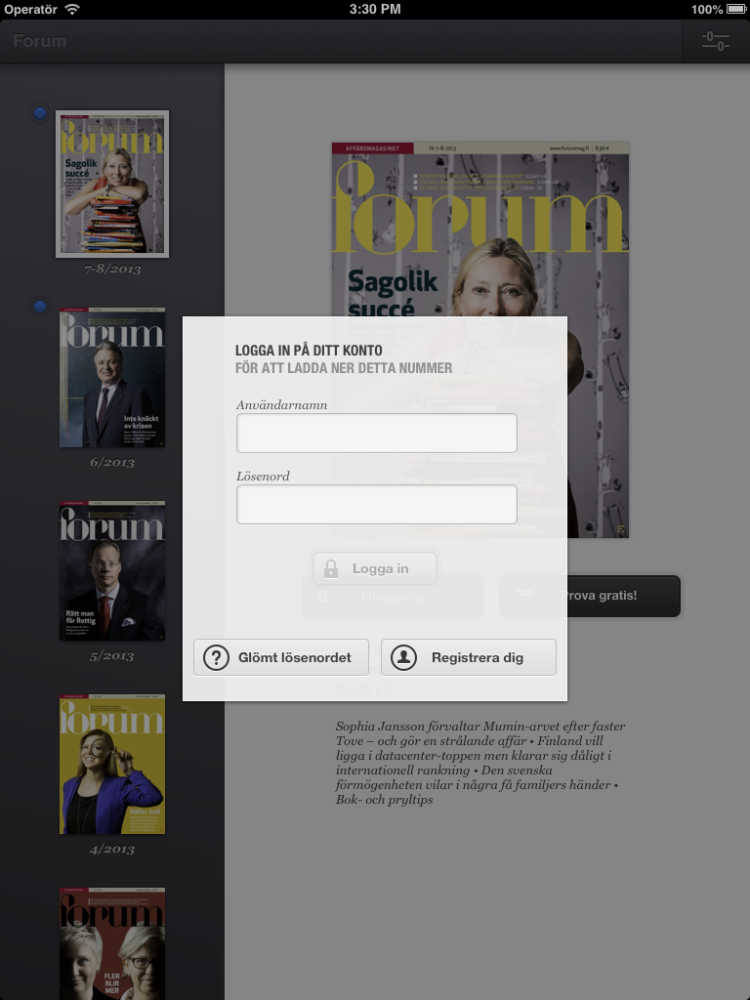 Operatör
3:30 PM
100%
Forum
forum
Sagolik
succé
7-8/2013
forum
Inte knäckt
av krisen
6/2013
forum
Rätt man
för Rettig
5/2013
forum
Håller koll
4/2013
forum
FLER
BLIR
MER
AFFÄRSMAGASINET
Nr 7-8 2013
www.forummag.fi | 8,90 €
forum
Sagolik
succé
LOGGA IN PÅ DITT KONTO
FÖR ATT LADDA NER DETTA NUMMER
Användarnamn
Lösenord
Logga in
Inloggning
Prova gratis!
Glömt lösenordet
Registrera dig
Sophia Jansson förvaltar Mumin-arvet efter faster
Tove – och gör en strålande affär • Finland vill
ligga i datacenter-toppen men klarar sig dåligt i
internationell rankning • Den svenska
förmögenheten vilar i några få familjers händer •
Bok- och pryltips